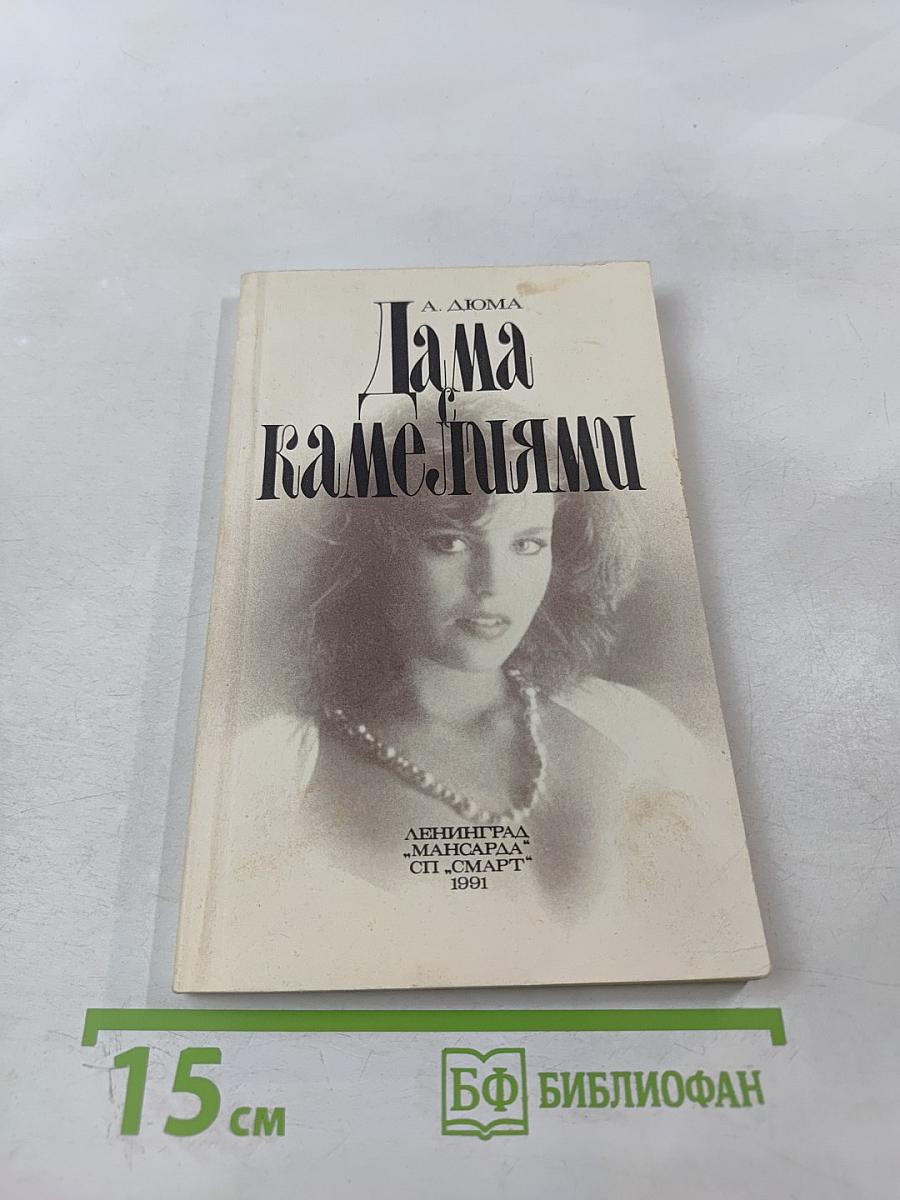 А. ДЮМА
Дама
с
камелиями
ЛЕНИНГРАД
„МАНСАРДА“
СП „СМАРТ“
1991
15 см
БФ БИБЛИОФАН